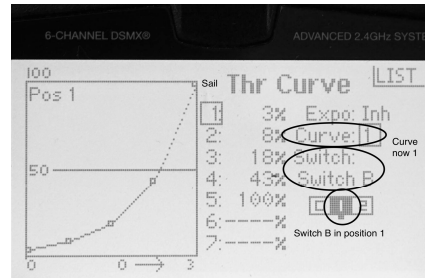 6-CHANNEL DSMX®
ADVANCED 2.4GHz SYSTE
100
Pos 1
50
0
0
3
Sail
Thr Curve
LIST
1: 3% Expo: Inh
2: 8% Curve: 1
3: 18% Switch:
4: 43% Switch B
5: 100%
6:----%
7:----%
Curve
now 1
Switch B in position 1